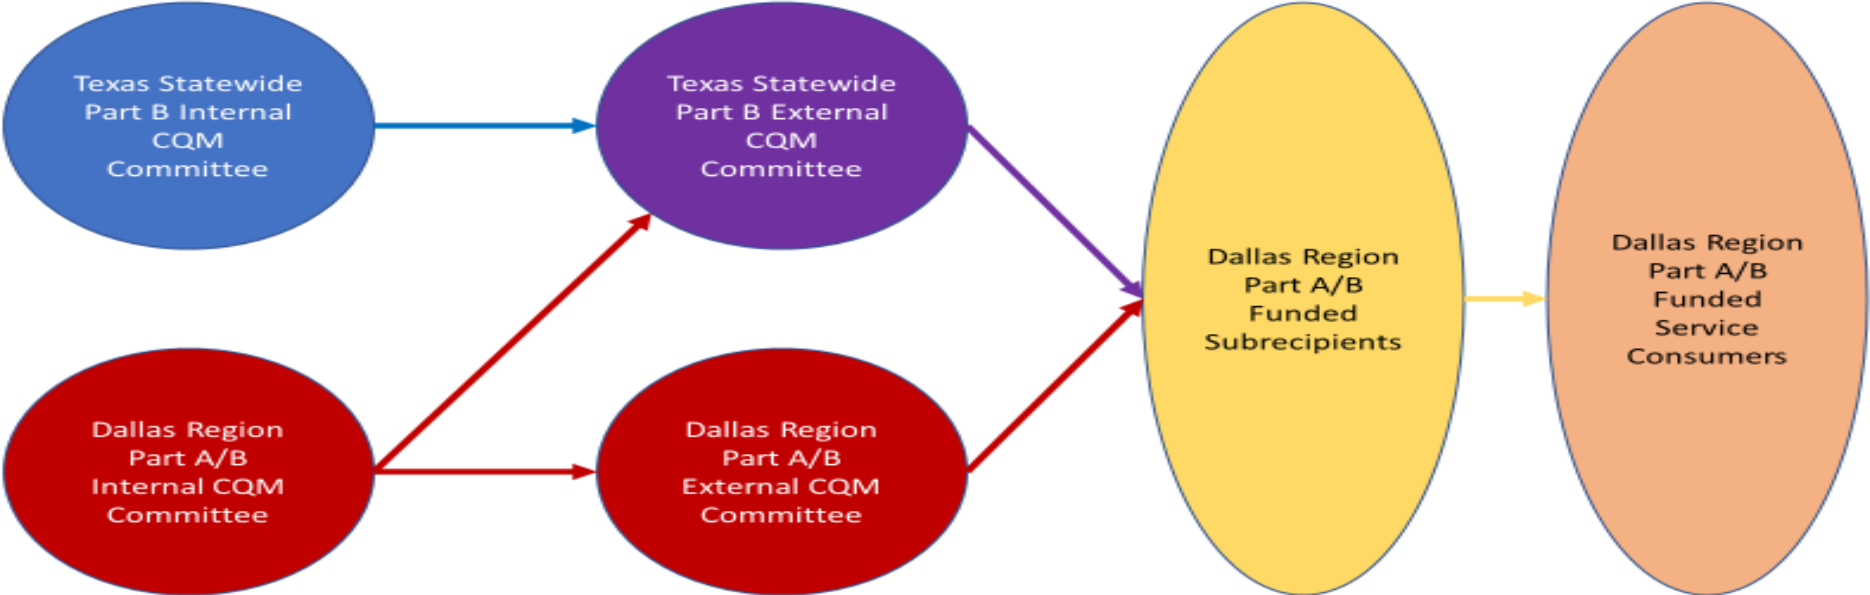 Texas Statewide
Part B Internal
CQM
Committee
Texas Statewide
Part B External
CQM
Committee
Dallas Region
Part A/B
Internal CQM
Committee
Dallas Region
Part A/B
External CQM
Committee
Dallas Region
Part A/B
Funded
Subrecipients
Dallas Region
Part A/B
Funded
Service
Consumers